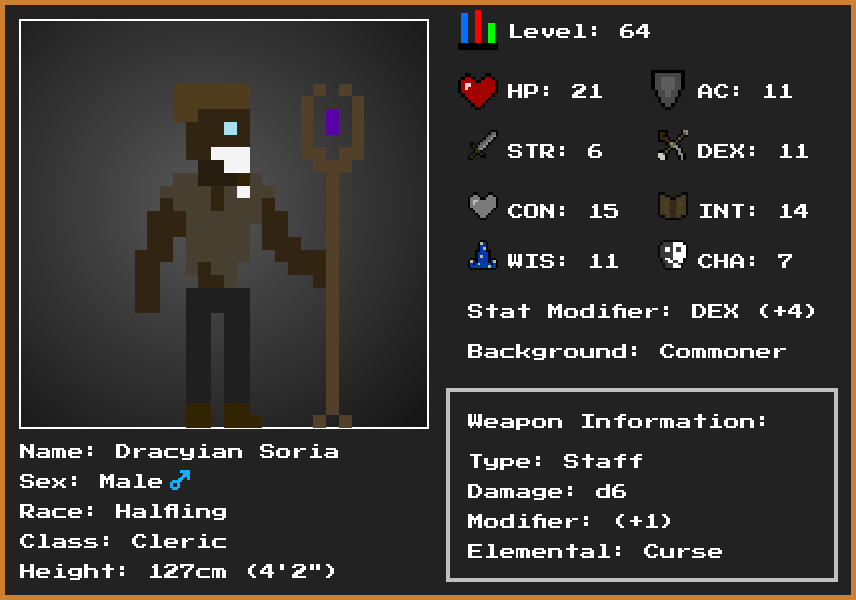 Level: 64
HP: 21
AC: 11
STR: 6
DEX: 11
CON: 15
INT: 14
WIS: 11
CHA: 7
Stat Modifier: DEX (+4)
Background: Commoner
Weapon Information:
Type: Staff
Damage: d6
Modifier: (+1)
Elemental: Curse
Name: Dracyian Soria
Sex: Male ♂
Race: Halfling
Class: Cleric
Height: 127cm (4'2")